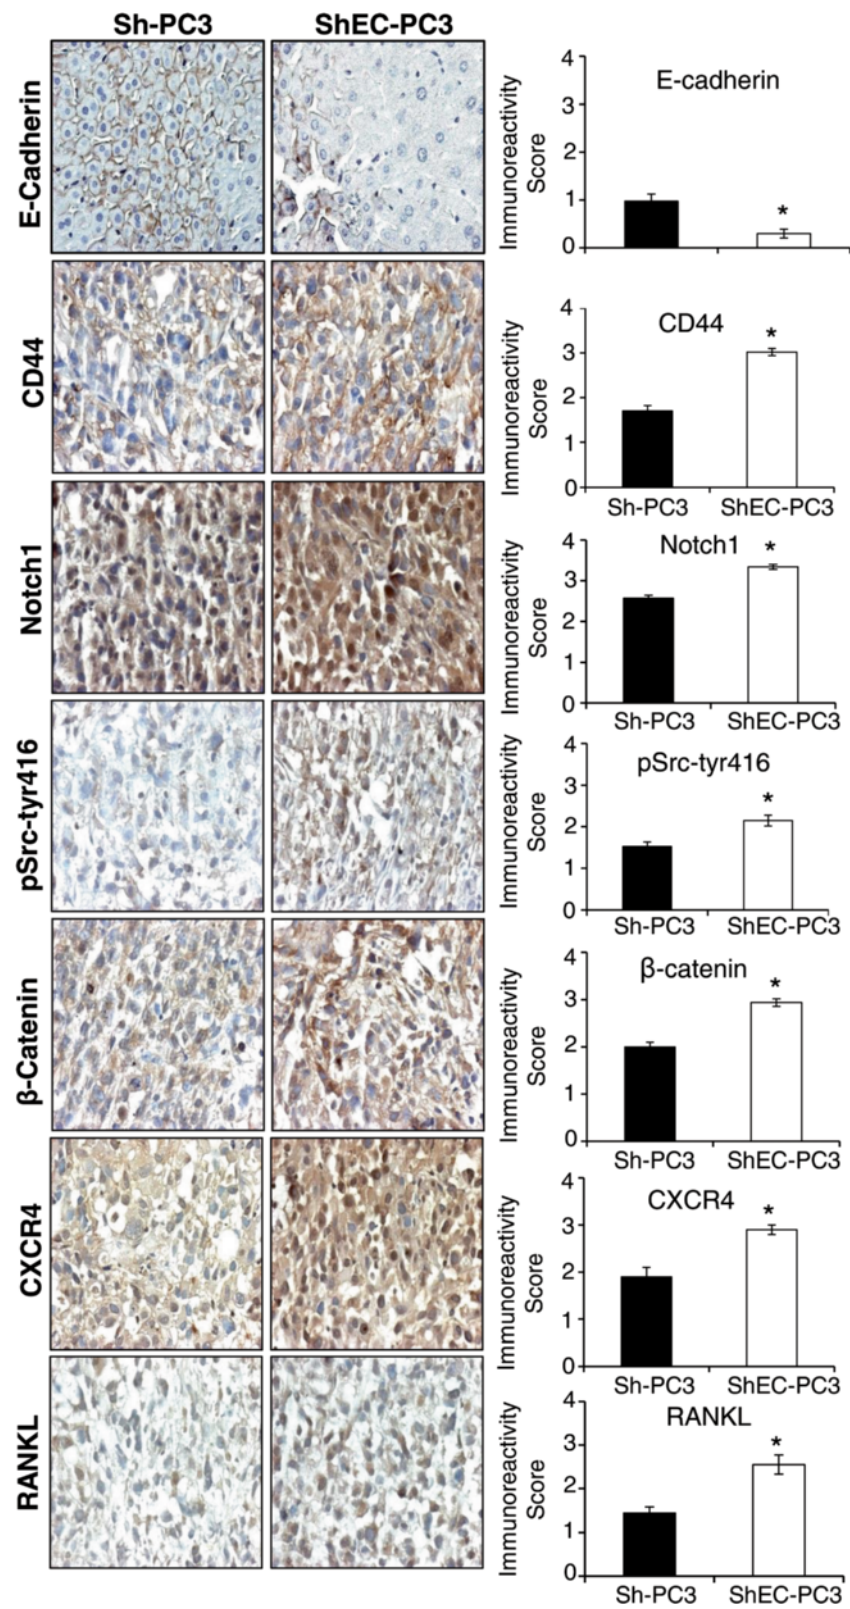 Sh-PC3
ShEC-PC3
E-Cadherin
Immunoreactivity
Score
4
3
2
1
0
E-cadherin
*
CD44
Immunoreactivity
Score
4
3
2
1
0
CD44
*
Sh-PC3
ShEC-PC3
Notch1
Immunoreactivity
Score
4
3
2
1
0
Notch1
*
Sh-PC3
ShEC-PC3
pSrc-tyr416
Immunoreactivity
Score
4
3
2
1
0
pSrc-tyr416
*
Sh-PC3
ShEC-PC3
β-Catenin
Immunoreactivity
Score
4
3
2
1
0
β-catenin
*
Sh-PC3
ShEC-PC3
CXCR4
Immunoreactivity
Score
4
3
2
1
0
CXCR4
*
Sh-PC3
ShEC-PC3
RANKL
Immunoreactivity
Score
4
3
2
1
0
RANKL
*
Sh-PC3
ShEC-PC3